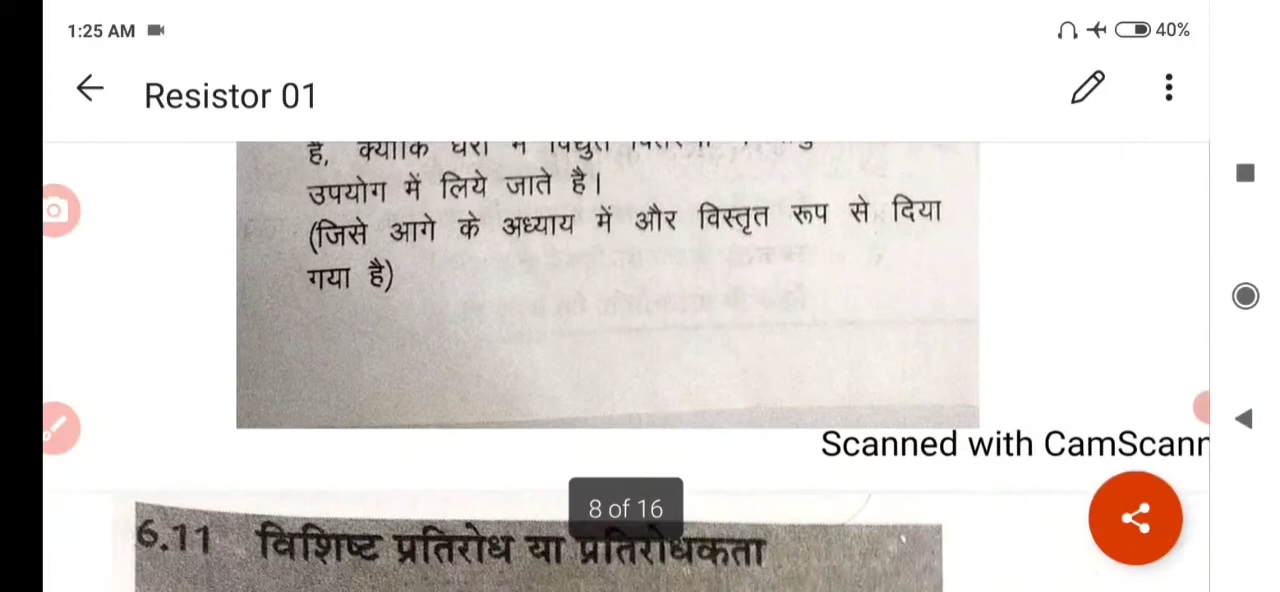 1:25 AM
40%
Resistor 01
है, क्योंकि घरों में विद्युत
उपयोग में लिये जाते है।
(जिसे आगे के अध्याय में और विस्तृत रूप से दिया
गया है)
Scanned with CamScann
8 of 16
6.11 विशिष्ट प्रतिरोध या प्रतिरोधकता